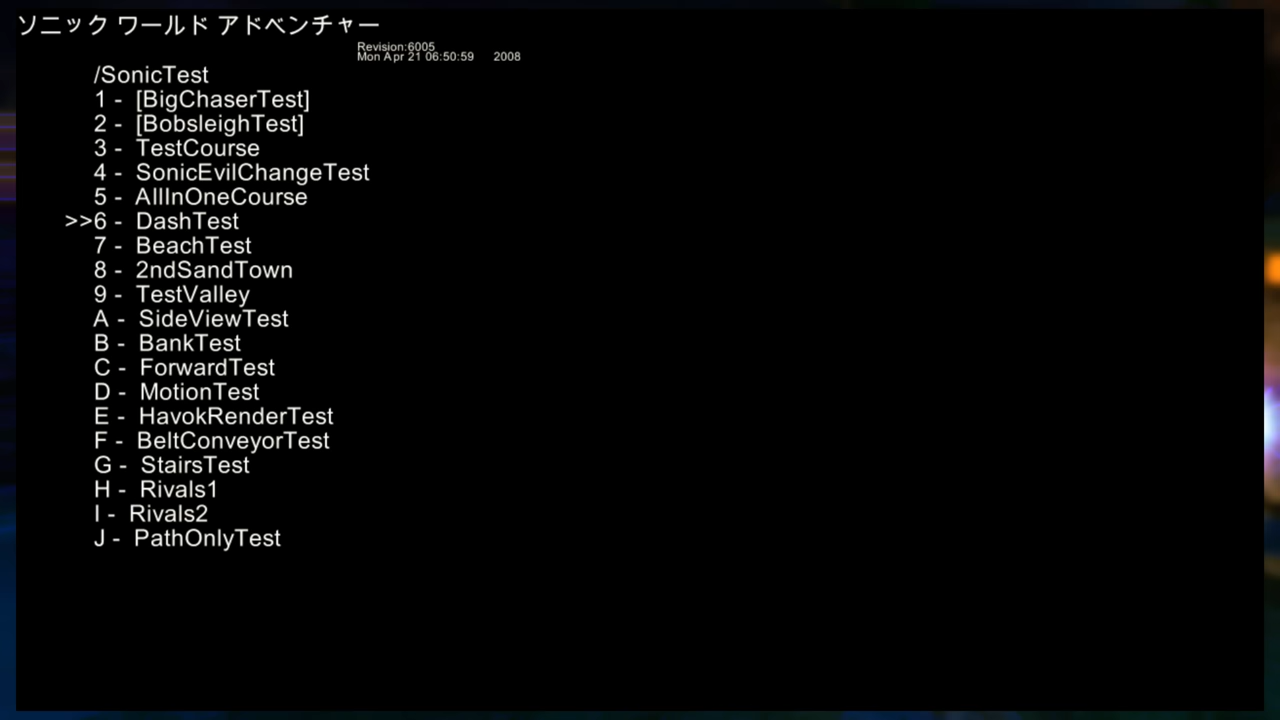 ソニック ワールド アドベンチャー
Revision:6005
Mon Apr 21 06:50:59 2008
/SonicTest
1 - [BigChaserTest]
2 - [BobsleighTest]
3 - TestCourse
4 - SonicEvilChangeTest
5 - AllInOneCourse
>>6 - DashTest
7 - BeachTest
8 - 2ndSandTown
9 - TestValley
A - SideViewTest
B - BankTest
C - ForwardTest
D - MotionTest
E - HavokRenderTest
F - BeltConveyorTest
G - StairsTest
H - Rivals1
I - Rivals2
J - PathOnlyTest